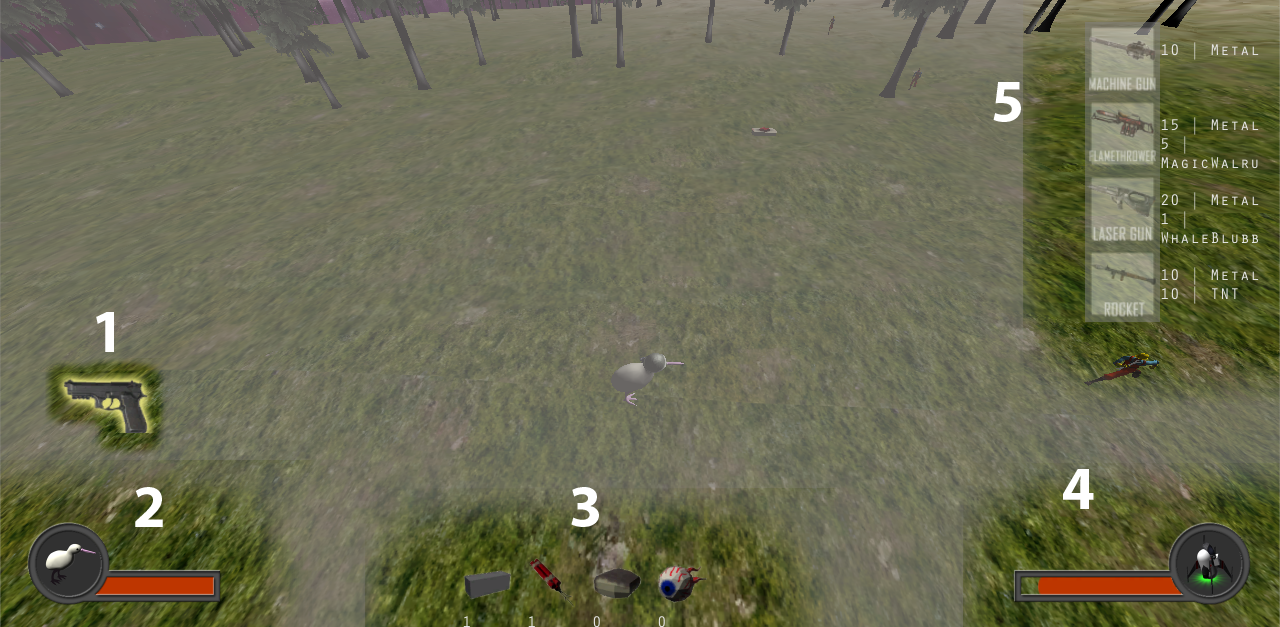 5
10 | Metal
MACHINE GUN
15 | Metal
5 |
MagicWalru
FLAMETHROWER
20 | Metal
1 |
WhaleBlubb
LASER GUN
10 | Metal
10 | TNT
ROCKET
1
2
3
4
1 1 0 0